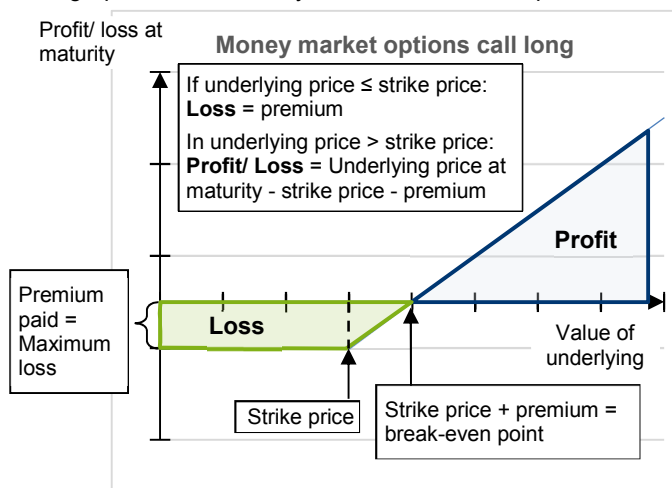 Profit/ loss at
maturity
Money market options call long
If underlying price ≤ strike price:
Loss = premium
In underlying price > strike price:
Profit/ Loss = Underlying price at
maturity - strike price - premium
Profit
Premium
paid =
Maximum
loss
Loss
Value of
underlying
Strike price
Strike price + premium =
break-even point